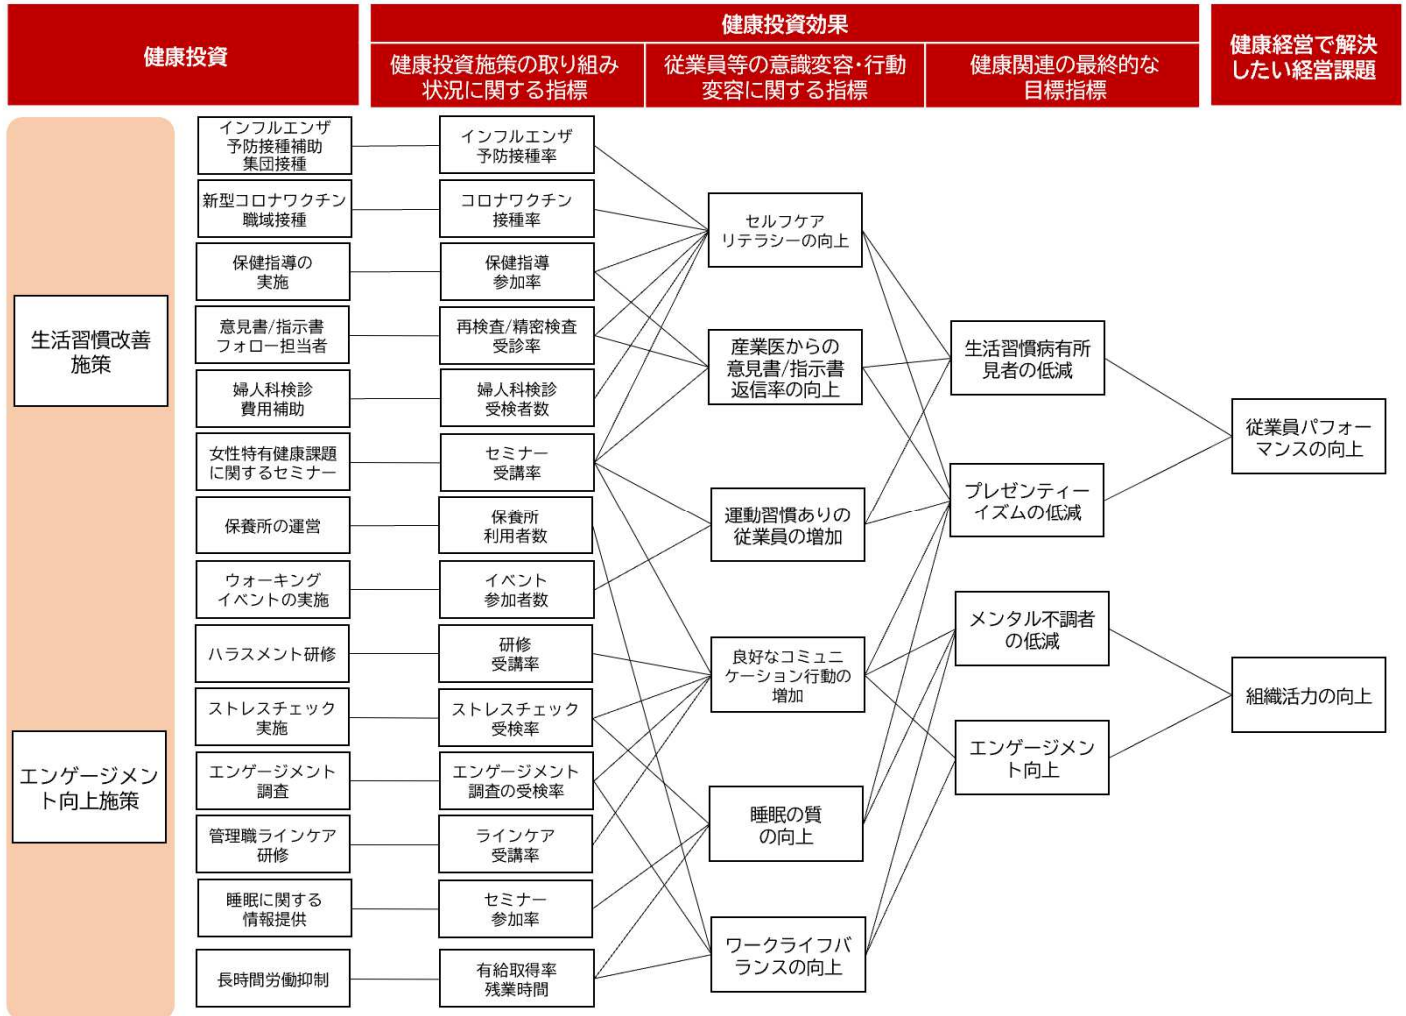 健康投資
健康投資効果
健康投資施策の取り組み
状況に関する指標
従業員等の意識変容・行動
変容に関する指標
健康関連の最終的な
目標指標
健康経営で解決
したい経営課題
生活習慣改善
施策
エンゲージメン
ト向上施策
インフルエンザ
予防接種補助
集団接種
新型コロナワクチン
職域接種
保健指導の
実施
意見書/指示書
フォロー担当者
婦人科検診
費用補助
女性特有健康課題
に関するセミナー
保養所の運営
ウォーキング
イベントの実施
ハラスメント研修
ストレスチェック
実施
エンゲージメント
調査
管理職ラインケア
研修
睡眠に関する
情報提供
長時間労働抑制
インフルエンザ
予防接種率
コロナワクチン
接種率
保健指導
参加率
再検査/精密検査
受診率
婦人科検診
受検者数
セミナー
受講率
保養所
利用者数
イベント
参加者数
研修
受講率
ストレスチェック
受検率
エンゲージメント
調査の受検率
ラインケア
受講率
セミナー
参加率
有給取得率
残業時間
セルフケア
リテラシーの向上
産業医からの
意見書/指示書
返信率の向上
運動習慣ありの
従業員の増加
良好なコミュニ
ケーション行動の
増加
睡眠の質
の向上
ワークライフバ
ランスの向上
生活習慣病有所
見者の低減
プレゼンティー
イズムの低減
メンタル不調者
の低減
エンゲージメン
ト向上
従業員パフォー
マンスの向上
組織活力の向上